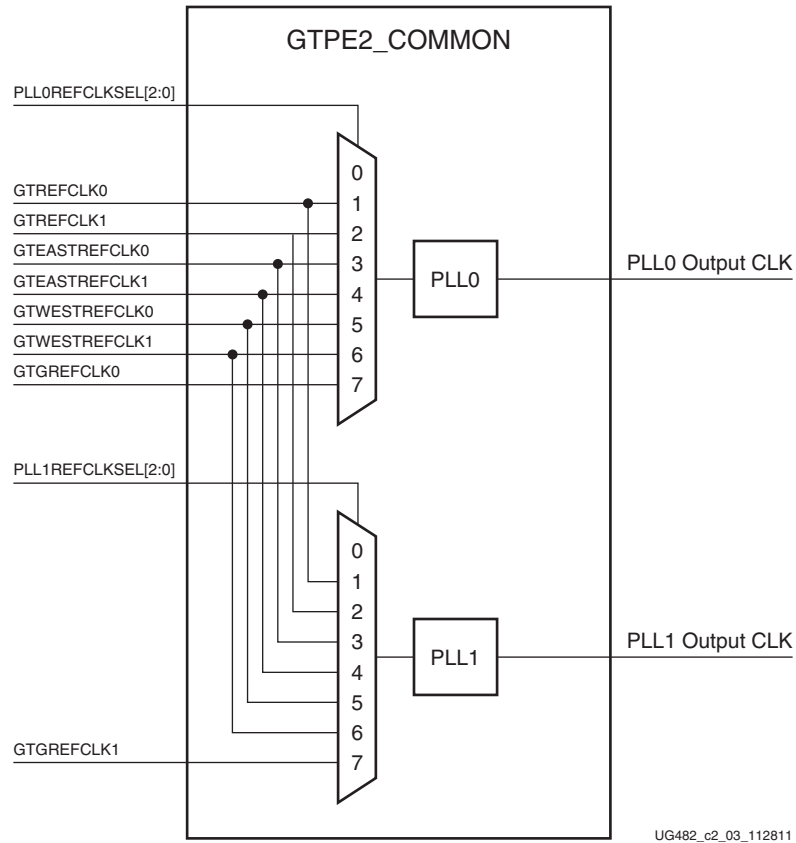 GTPE2_COMMON
PLL0REFCLKSEL[2:0]
0
GTREFCLK0
1
GTREFCLK1
2
GTEASTREFCLK0
3
PLL0
PLL0 Output CLK
GTEASTREFCLK1
4
GTWESTREFCLK0
5
GTWESTREFCLK1
6
GTGREFCLK0
7
PLL1REFCLKSEL[2:0]
0
1
2
3
PLL1
PLL1 Output CLK
4
5
6
GTGREFCLK1
7
UG482_c2_03_112811